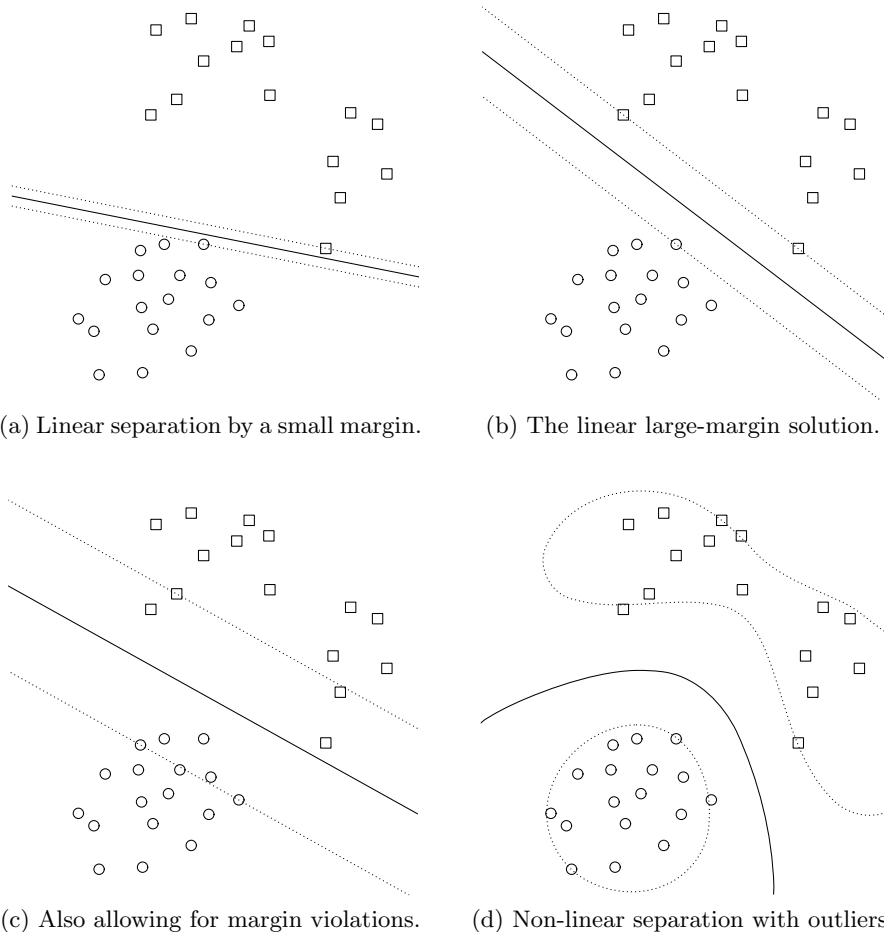 (a) Linear separation by a small margin.
(b) The linear large-margin solution.
(c) Also allowing for margin violations.
(d) Non-linear separation with outliers